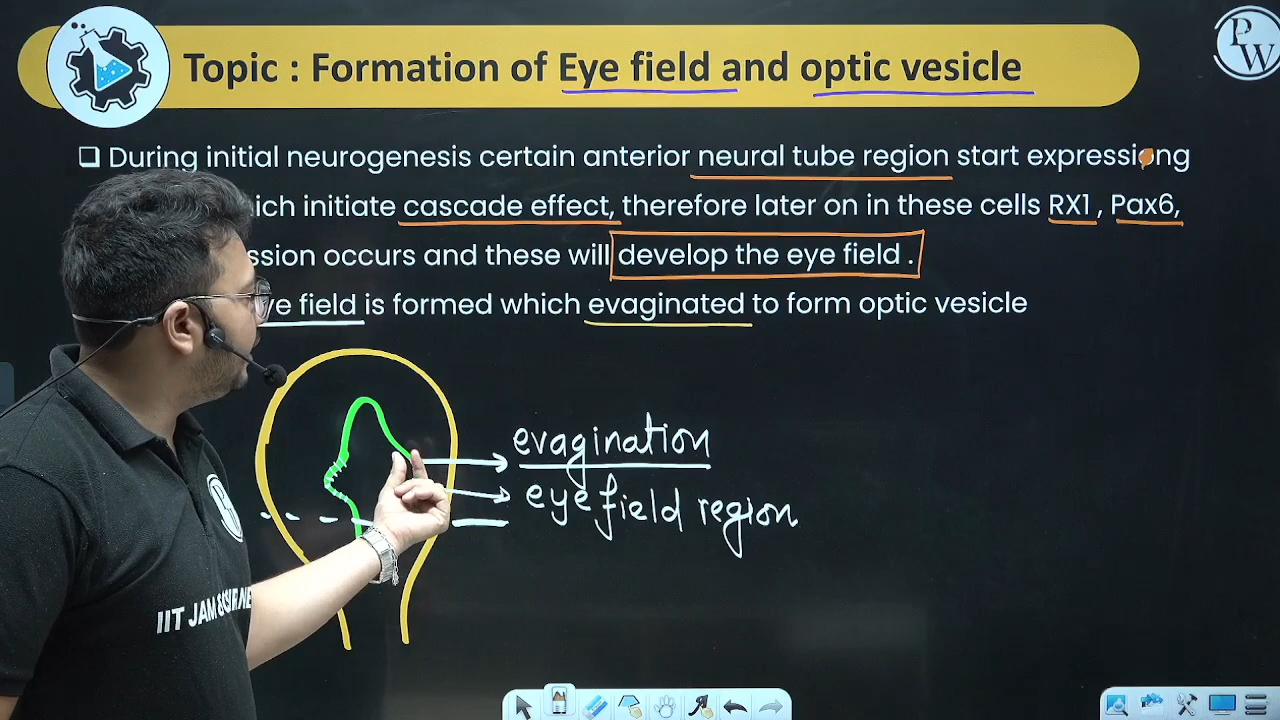 PW
Topic : Formation of Eye field and optic vesicle
During initial neurogenesis certain anterior neural tube region start expressiong
initiate cascade effect, therefore later on in these cells RX1 , Pax6,
occurs and these will develop the eye field .
field is formed which evaginated to form optic vesicle
evagination
eye field region
IIT JAM